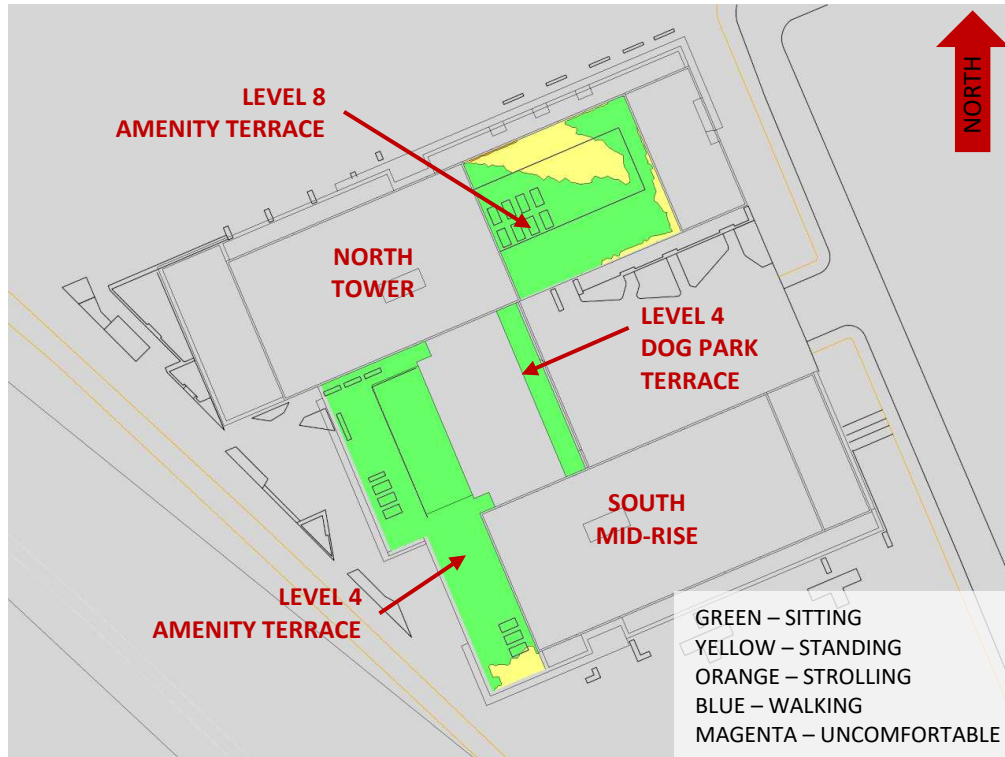 NORTH
LEVEL 8
AMENITY TERRACE
NORTH
TOWER
LEVEL 4
DOG PARK
TERRACE
SOUTH
MID-RISE
LEVEL 4
AMENITY TERRACE
GREEN – SITTING
YELLOW – STANDING
ORANGE – STROLLING
BLUE – WALKING
MAGENTA – UNCOMFORTABLE